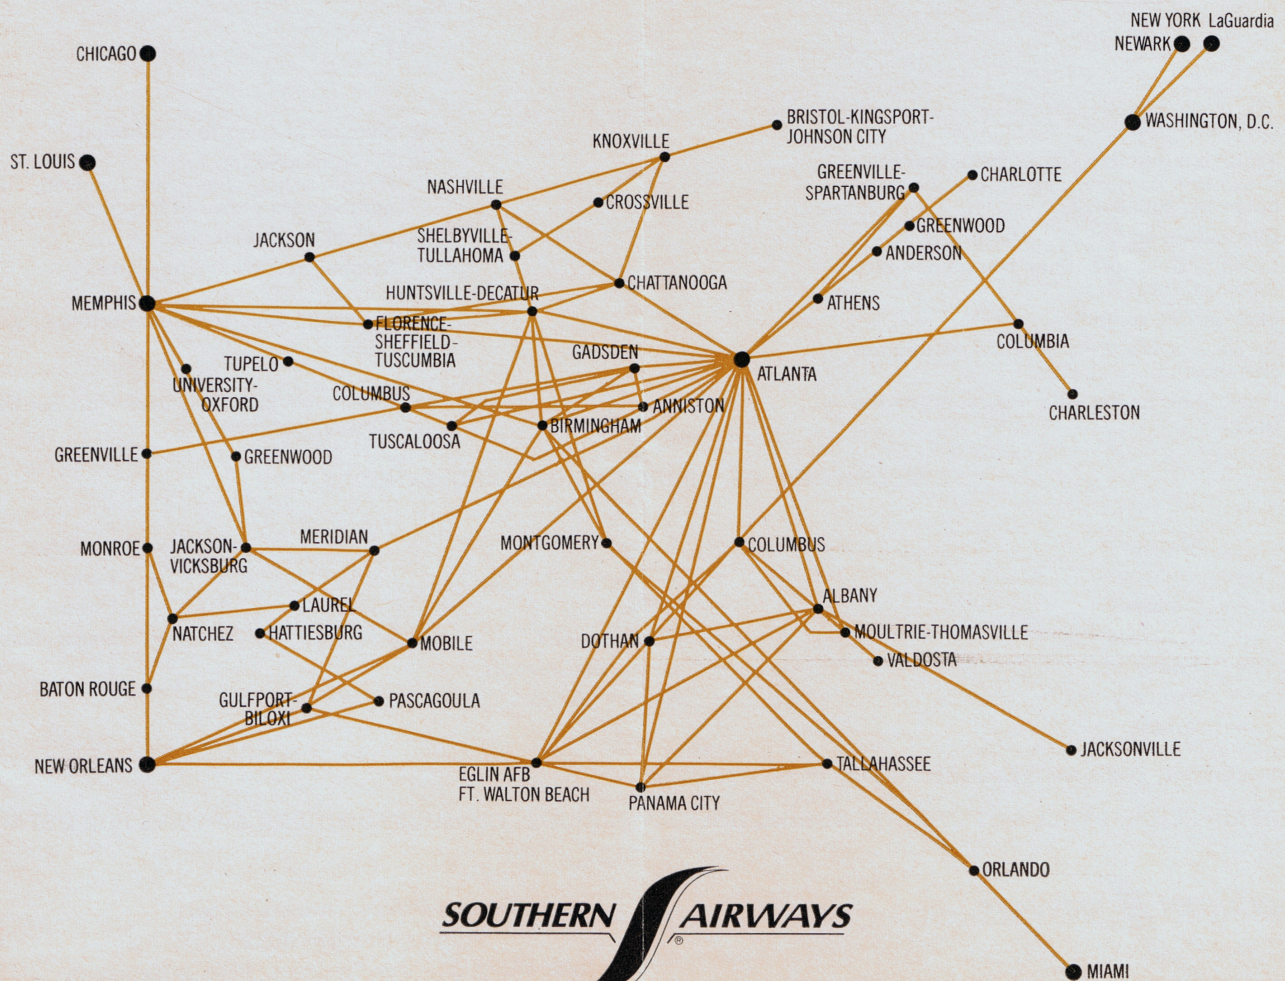 NEW YORK LaGuardia
NEWARK
CHICAGO
BRISTOL-KINGSPORT-
JOHNSON CITY
WASHINGTON, D.C.
KNOXVILLE
ST. LOUIS
GREENVILLE-
SPARTANBURG
CHARLOTTE
NASHVILLE
CROSSVILLE
GREENWOOD
JACKSON
SHELBYVILLE-
TULLAHOMA
ANDERSON
CHATTANOOGA
HUNTSVILLE-DECATUR
MEMPHIS
ATHENS
FLORENCE-
SHEFFIELD-
TUSCUMBIA
COLUMBIA
GADSDEN
TUPELO
ATLANTA
UNIVERSITY-
OXFORD
COLUMBUS
ANNISTON
CHARLESTON
BIRMINGHAM
TUSCALOOSA
GREENVILLE
GREENWOOD
MERIDIAN
MONROE
JACKSON-
VICKSBURG
MONTGOMERY
COLUMBUS
ALBANY
LAUREL
NATCHEZ
HATTIESBURG
MOBILE
DOTHAN
MOULTRIE-THOMASVILLE
VALDOSTA
BATON ROUGE
GULFPORT-
BILOXI
PASCAGOULA
JACKSONVILLE
NEW ORLEANS
EGLIN AFB
FT. WALTON BEACH
TALLAHASSEE
PANAMA CITY
ORLANDO
SOUTHERN AIRWAYS
®
MIAMI